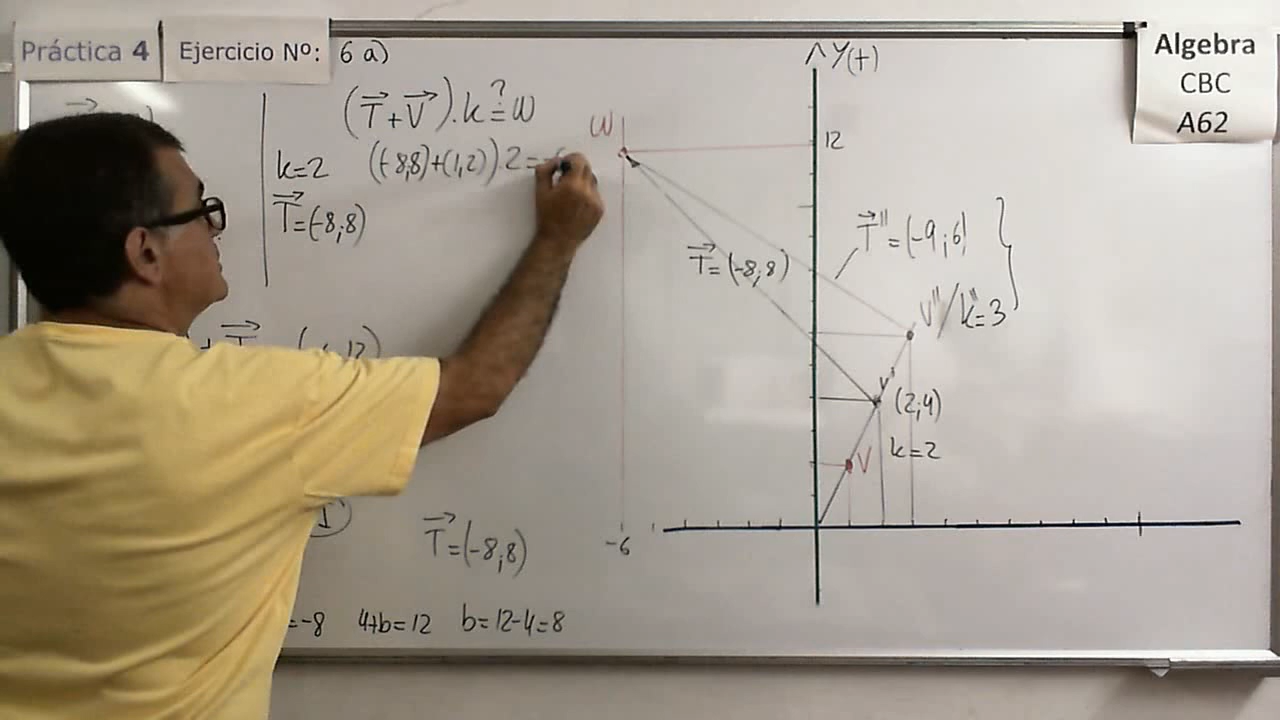 Práctica 4
Ejercicio Nº: 6 a)
Algebra
CBC
A62
(T+V).k ?= W
k=2 ((-8;8)+(1,2)).2=
T=(-8;8)
T=(-8;8)
=-8 4+b=12 b=12-4=8
Y(+)
W
12
T=(-8;8)
T''=(-9;6)
V''/k''=3
V' (2;4)
k=2
V
-6